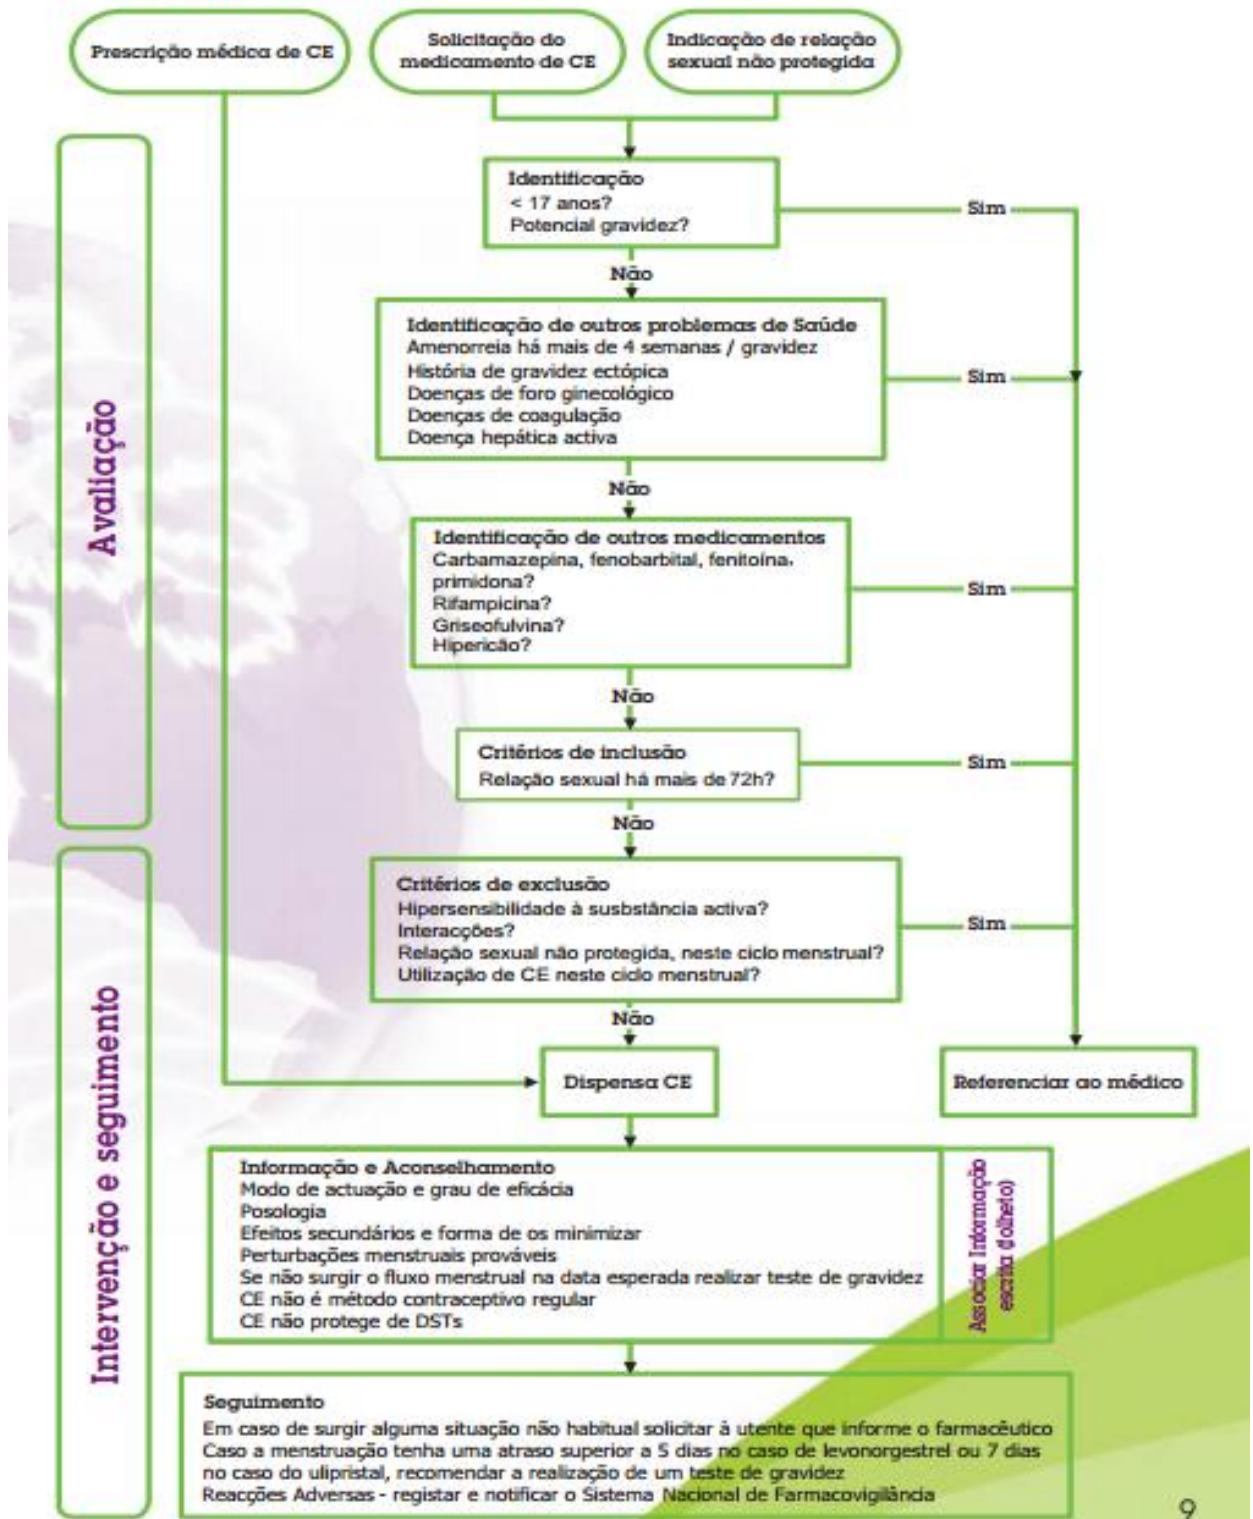 Prescrição médica de CE
Solicitação do
medicamento de CE
Indicação de relação
sexual não protegida
Avaliação
Identificação
< 17 anos?
Potencial gravidez?
Sim
Não
Identificação de outros problemas de Saúde
Amenorreia há mais de 4 semanas / gravidez
História de gravidez ectópica
Doenças de foro ginecológico
Doenças de coagulação
Doença hepática activa
Sim
Não
Identificação de outros medicamentos
Carbamazepina, fenobarbital, fenitoína,
primidona?
Rifampicina?
Griseofulvina?
Hipericão?
Sim
Não
Critérios de inclusão
Relação sexual há mais de 72h?
Sim
Não
Intervenção e seguimento
Critérios de exclusão
Hipersensibilidade à susbstância activa?
Interacções?
Relação sexual não protegida, neste ciclo menstrual?
Utilização de CE neste ciclo menstrual?
Sim
Não
Dispensa CE
Referenciar ao médico
Informação e Aconselhamento
Modo de actuação e grau de eficácia
Posologia
Efeitos secundários e forma de os minimizar
Perturbações menstruais prováveis
Se não surgir o fluxo menstrual na data esperada realizar teste de gravidez
CE não é método contraceptivo regular
CE não protege de DSTs
Associar Informação
escrita (folheto)
Seguimento
Em caso de surgir alguma situação não habitual solicitar à utente que informe o farmacêutico
Caso a menstruação tenha uma atraso superior a 5 dias no caso de levonorgestrel ou 7 dias
no caso do ulipristal, recomendar a realização de um teste de gravidez
Reacções Adversas - registar e notificar o Sistema Nacional de Farmacovigilância
9